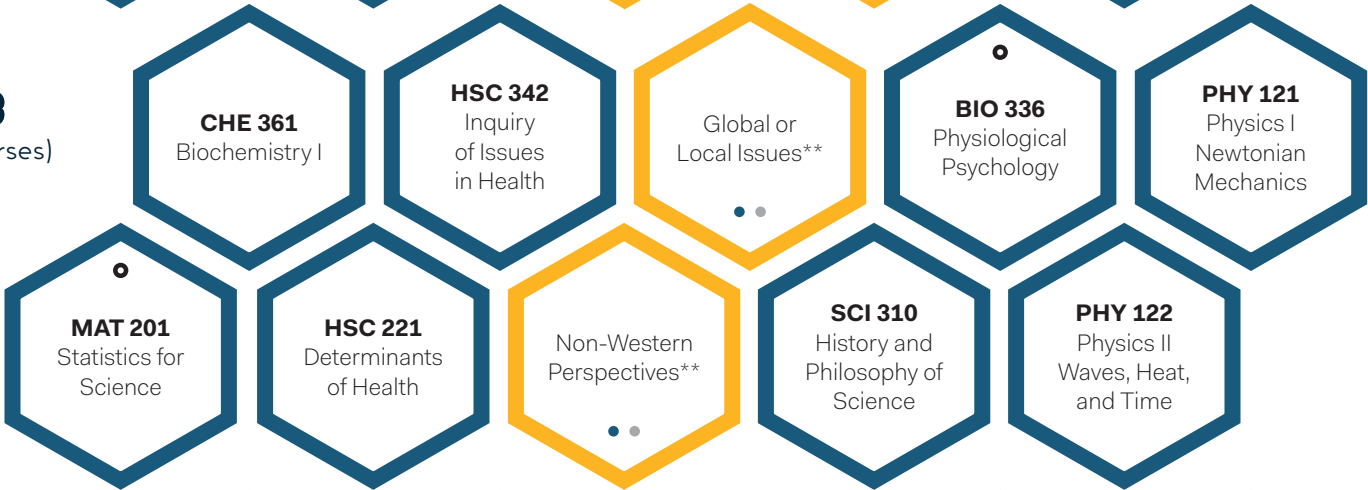 rses)
CHE 361
Biochemistry I
HSC 342
Inquiry
of Issues
in Health
Global or
Local Issues**
BIO 336
Physiological
Psychology
PHY 121
Physics I
Newtonian
Mechanics
MAT 201
Statistics for
Science
HSC 221
Determinants
of Health
Non-Western
Perspectives**
SCI 310
History and
Philosophy of
Science
PHY 122
Physics II
Waves, Heat,
and Time